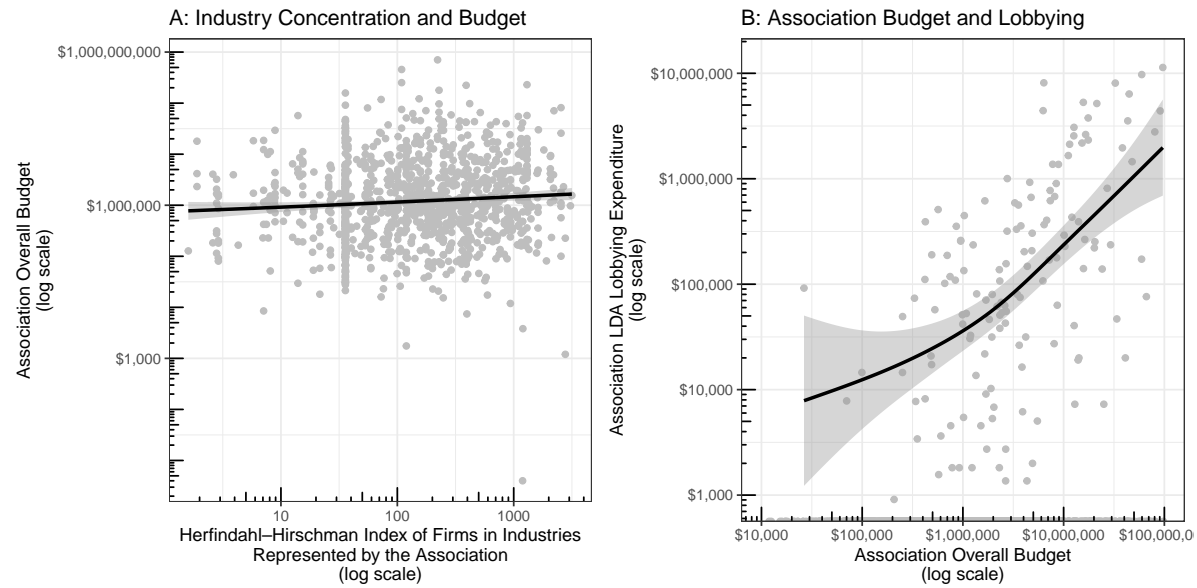 A: Industry Concentration and Budget
$1,000,000,000
$1,000,000
$1,000
Association Overall Budget
(log scale)
10
100
1000
Herfindahl–Hirschman Index of Firms in Industries
Represented by the Association
(log scale)
B: Association Budget and Lobbying
$10,000,000
$1,000,000
$100,000
$10,000
$1,000
Association LDA Lobbying Expenditure
(log scale)
$10,000
$100,000
$1,000,000
$10,000,000
$100,000,0
Association Overall Budget
(log scale)